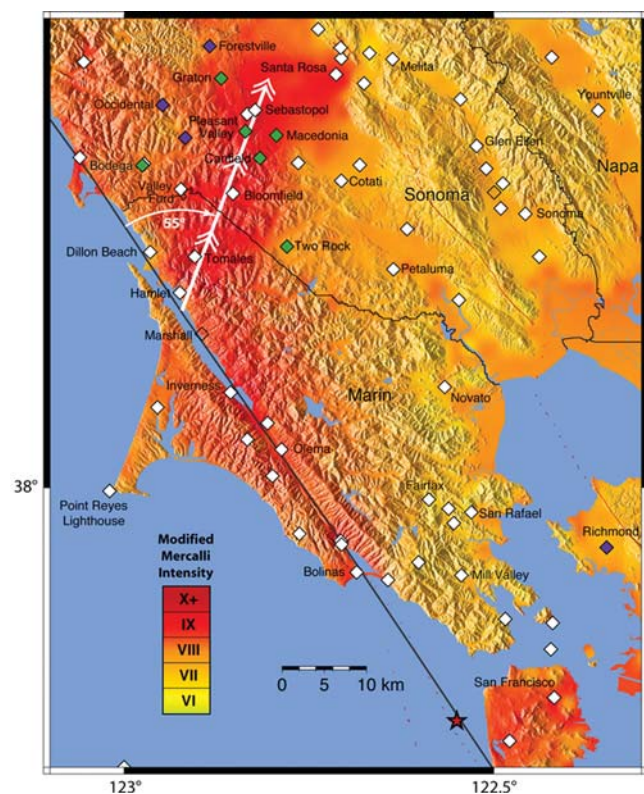 Forestville
Santa Rosa
Melita
Graton
Yountville
Occidental
Sebastopol
Pleasant
Valley
Macedonia
Glen Ellen
Canfield
Napa
Bodega
Cotati
Valley
Ford
Bloomfield
Sonoma
Sonoma
55°
Dillon Beach
Two Rock
Tomales
Petaluma
Hamlet
Marshall
Inverness
Marin
Novato
Olema
38°
Point Reyes
Lighthouse
Fairfax
San Rafael
Richmond
Modified
Mercalli
Intensity
X+
IX
VIII
VII
VI
Bolinas
Mill Valley
0 5 10 km
San Francisco
123°
122.5°